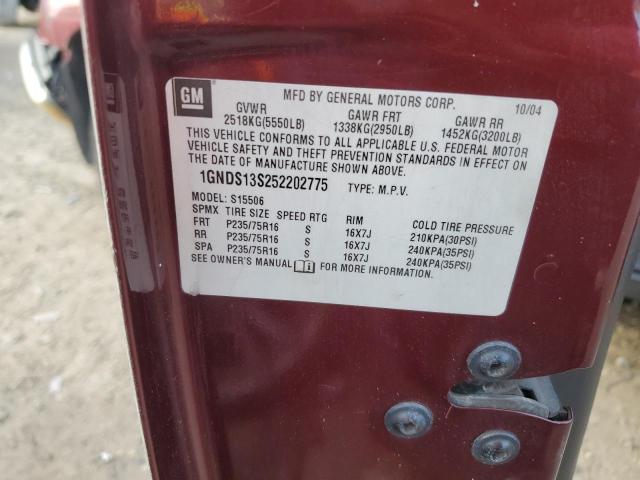 GM
MFD BY GENERAL MOTORS CORP. 10/04
GVWR GAWR FRT GAWR RR
2518KG(5550LB) 1338KG(2950LB) 1452KG(3200LB)
THIS VEHICLE CONFORMS TO ALL APPLICABLE U.S. FEDERAL MOTOR
VEHICLE SAFETY AND THEFT PREVENTION STANDARDS IN EFFECT ON
THE DATE OF MANUFACTURE SHOWN ABOVE.
1GNDS13S252202775 TYPE: M.P.V.
MODEL: S15506
SPMX TIRE SIZE SPEED RTG RIM COLD TIRE PRESSURE
FRT P235/75R16 S 16X7J 210KPA(30PSI)
RR P235/75R16 S 16X7J 240KPA(35PSI)
SPA P235/75R16 S 16X7J 240KPA(35PSI)
SEE OWNER'S MANUAL FOR MORE INFORMATION.